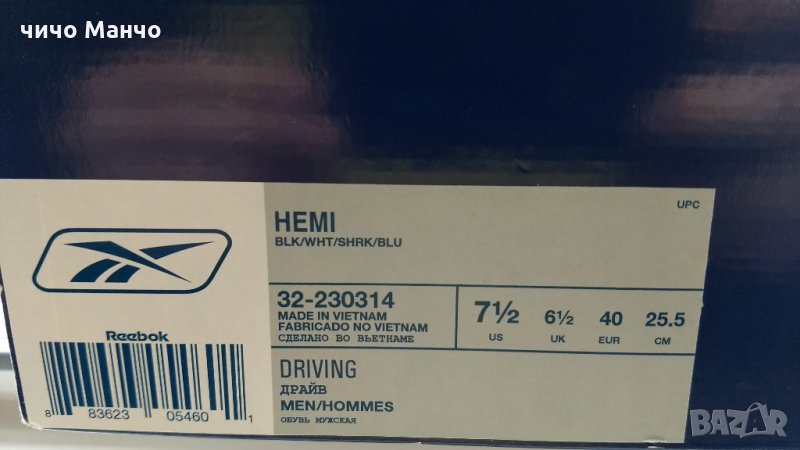 чичо Манчо
UPC
HEMI
BLK/WHT/SHRK/BLU
32-230314
MADE IN VIETNAM
FABRICADO NO VIETNAM
СДЕЛАНО ВО ВЬЕТНАМЕ
7½ 6½ 40 25.5
US UK EUR CM
Reebok
8 83623 05460 1
DRIVING
ДРАЙВ
MEN/HOMMES
ОБУВЬ МУЖСКАЯ
BAZAR